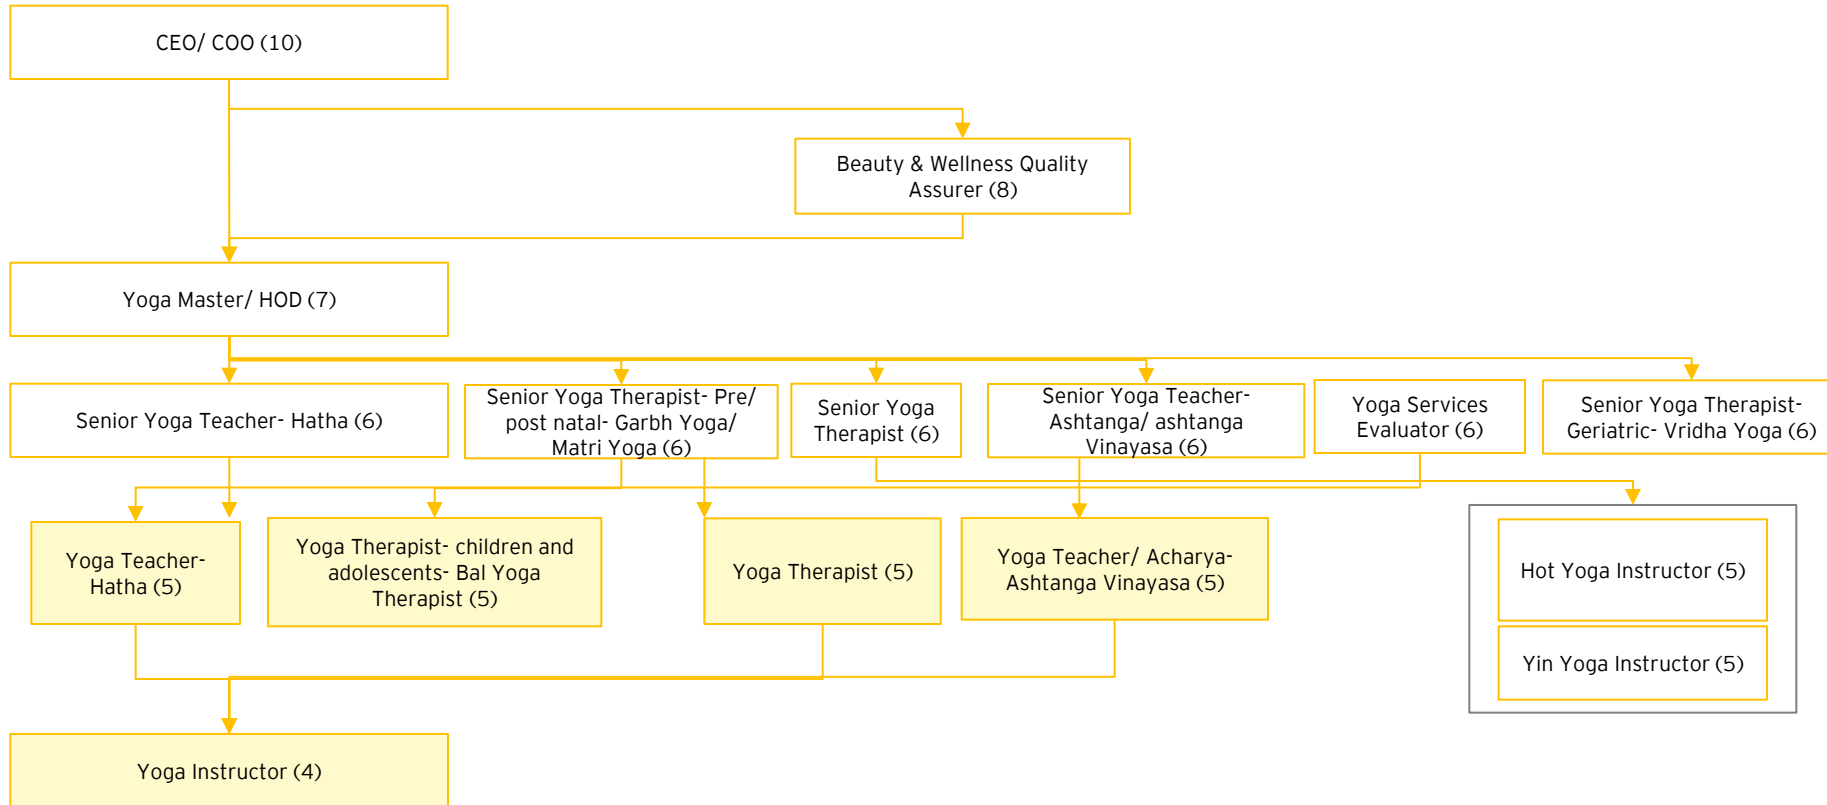 CEO/ COO (10)
Beauty & Wellness Quality
Assurer (8)
Yoga Master/ HOD (7)
Senior Yoga Teacher- Hatha (6)
Senior Yoga Therapist- Pre/
post natal- Garbh Yoga/
Matri Yoga (6)
Senior Yoga
Therapist (6)
Senior Yoga Teacher-
Ashtanga/ ashtanga
Vinayasa (6)
Yoga Services
Evaluator (6)
Senior Yoga Therapist-
Geriatric- Vridha Yoga (6)
Yoga Teacher-
Hatha (5)
Yoga Therapist- children and
adolescents- Bal Yoga
Therapist (5)
Yoga Therapist (5)
Yoga Teacher/ Acharya-
Ashtanga Vinayasa (5)
Hot Yoga Instructor (5)
Yin Yoga Instructor (5)
Yoga Instructor (4)